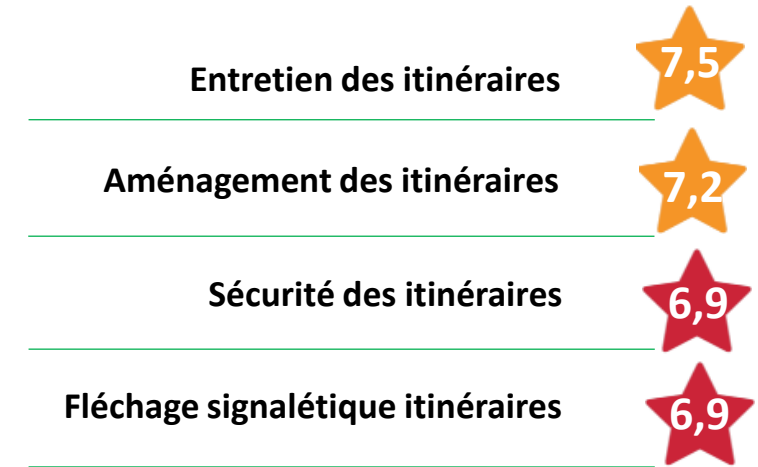 Entretien des itinéraires 7,5
Aménagement des itinéraires 7,2
Sécurité des itinéraires 6,9
Fléchage signalétique itinéraires 6,9